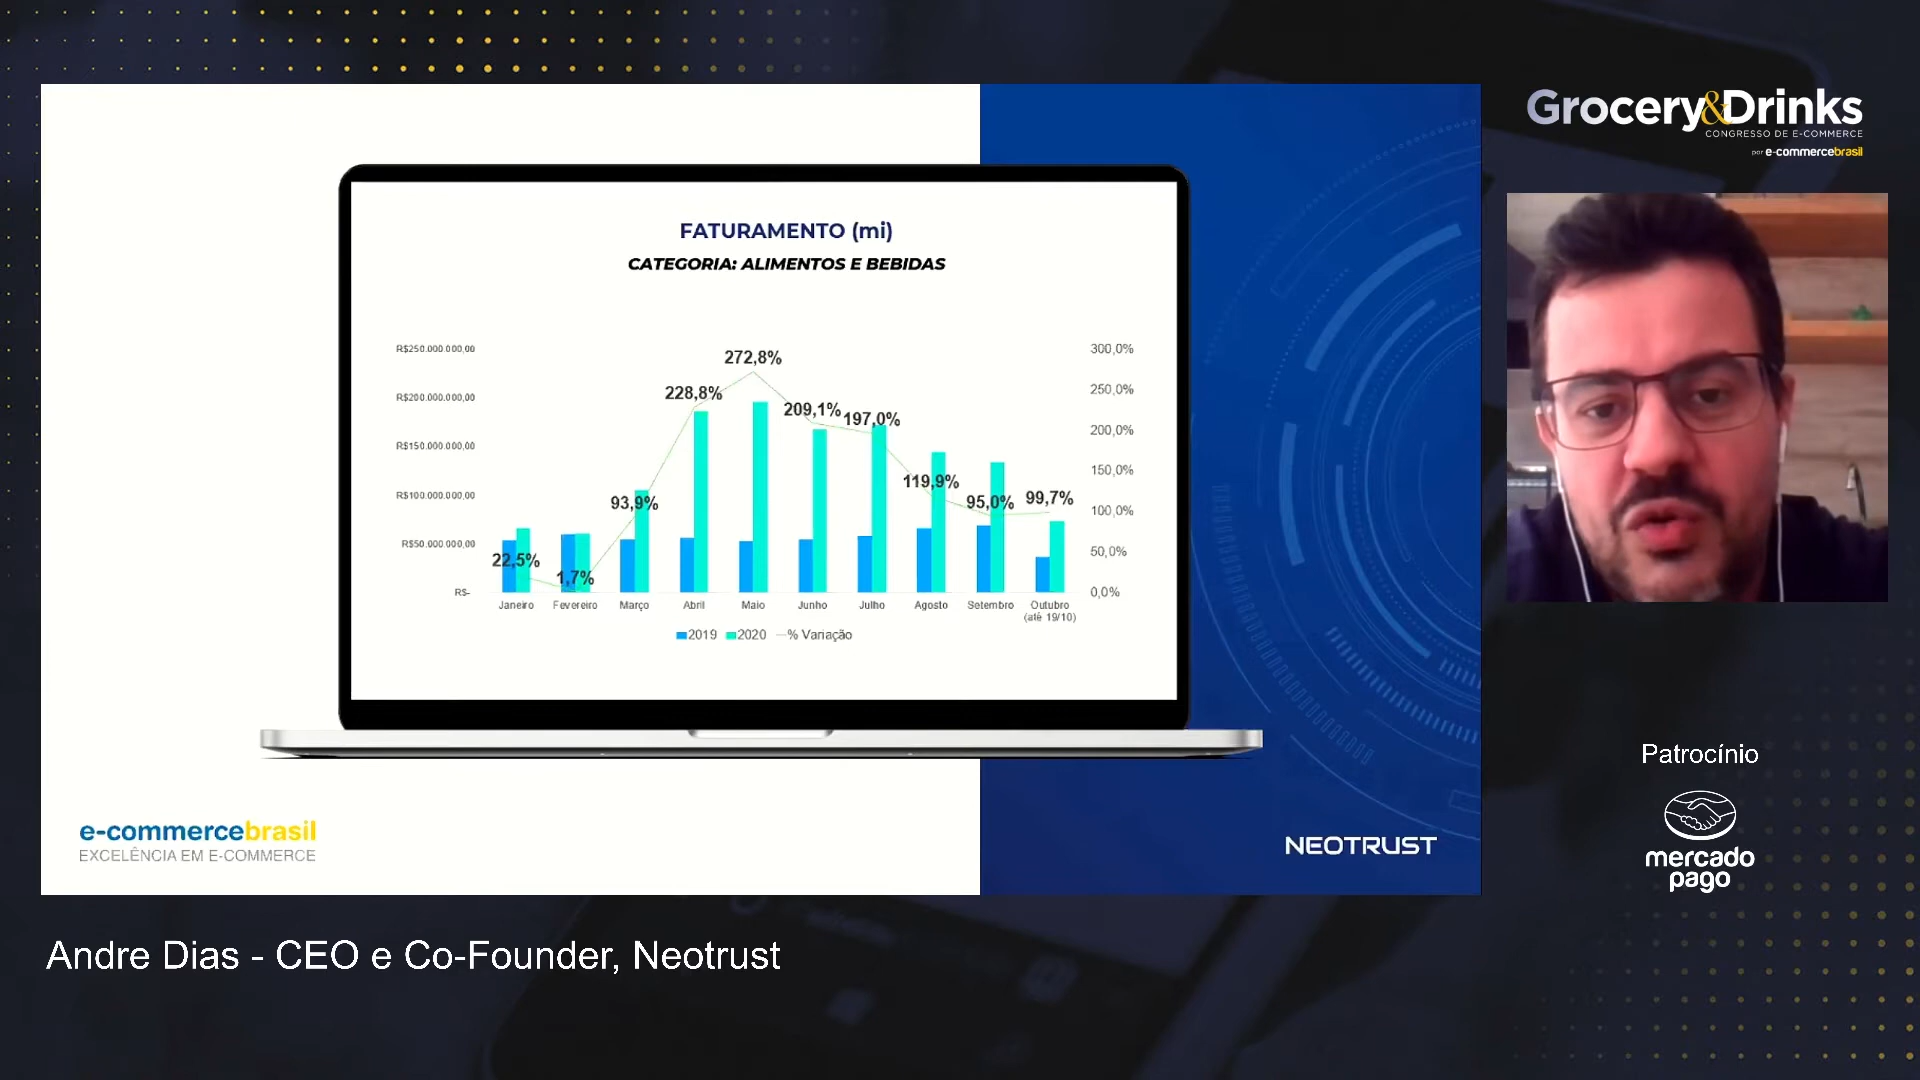 Grocery&Drinks
CONGRESSO DE E-COMMERCE
por e-commercebrasil
FATURAMENTO (mi)
CATEGORIA: ALIMENTOS E BEBIDAS
R$250.000.000,00
R$200.000.000,00
R$150.000.000,00
R$100.000.000,00
R$50.000.000,00
R$-
300,0%
250,0%
200,0%
150,0%
100,0%
50,0%
0,0%
22,5%
1,7%
93,9%
228,8%
272,8%
209,1%
197,0%
119,9%
95,0%
99,7%
Janeiro Fevereiro Março Abril Maio Junho Julho Agosto Setembro Outubro
(até 19/10)
2019 2020 % Variação
e-commercebrasil
EXCELÊNCIA EM E-COMMERCE
NEOTRUST
Patrocínio
mercado
pago
Andre Dias - CEO e Co-Founder, Neotrust